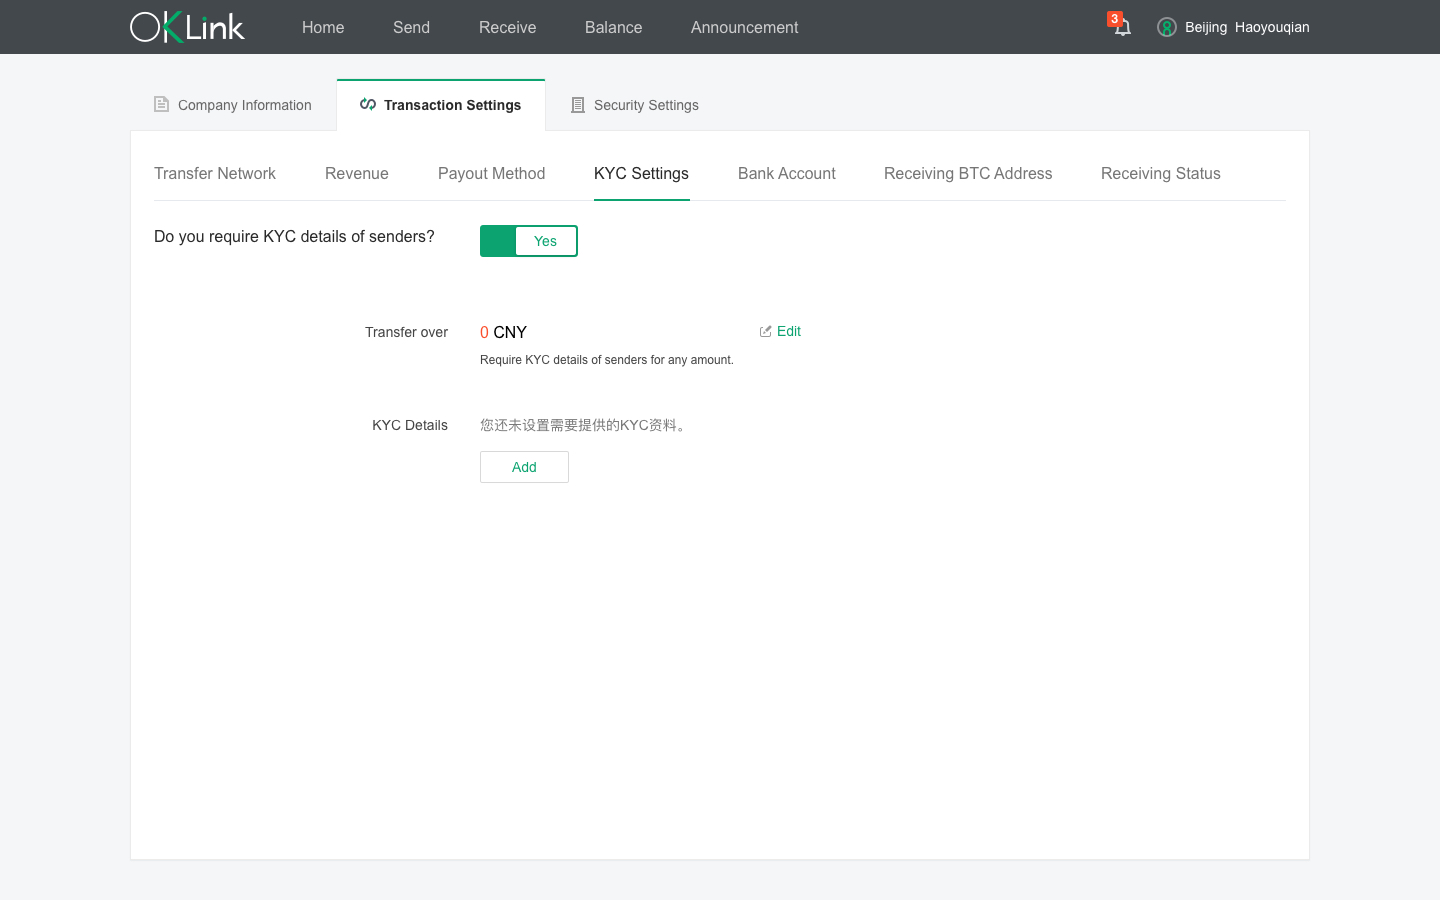 OKLink Home Send Receive Balance Announcement 3 Beijing Haoyouqian
Company Information Transaction Settings Security Settings
Transfer Network Revenue Payout Method KYC Settings Bank Account Receiving BTC Address Receiving Status
Do you require KYC details of senders? Yes
Transfer over 0 CNY Edit
Require KYC details of senders for any amount.
KYC Details 您还未设置需要提供的KYC资料。
Add